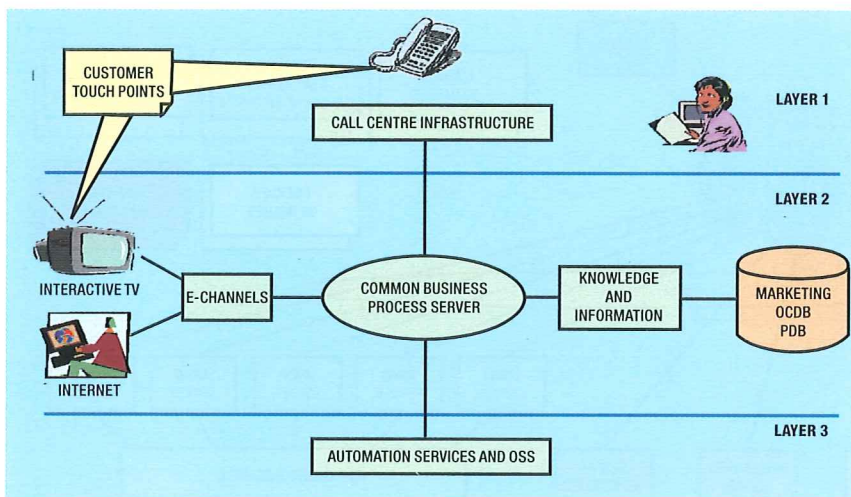 CUSTOMER
TOUCH POINTS
LAYER 1
CALL CENTRE INFRASTRUCTURE
LAYER 2
INTERACTIVE TV
E-CHANNELS
COMMON BUSINESS
PROCESS SERVER
KNOWLEDGE
AND
INFORMATION
MARKETING
OCDB
PDB
INTERNET
LAYER 3
AUTOMATION SERVICES AND OSS